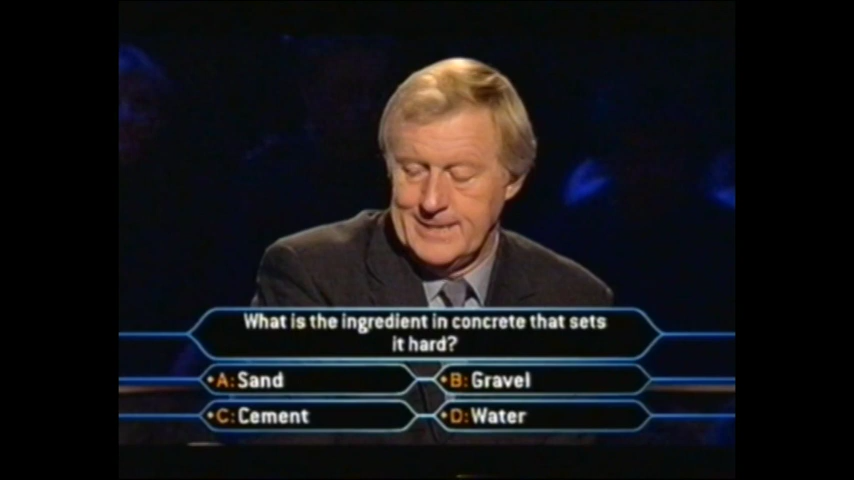 What is the ingredient in concrete that sets
it hard?
A: Sand
B: Gravel
C: Cement
D: Water